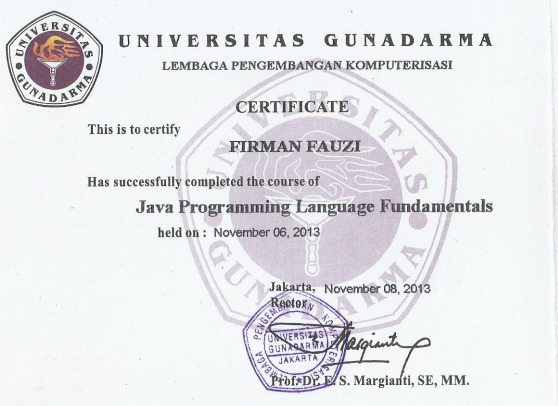 UNIVERSITAS GUNADARMA
UNIVERSITAS GUNADARMA
LEMBAGA PENGEMBANGAN KOMPUTERISASI
CERTIFICATE
This is to certify
FIRMAN FAUZI
Has successfully completed the course of
Java Programming Language Fundamentals
held on : November 06, 2013
UNIVERSITAS GUNADARMA
Jakarta, November 08, 2013
Rector
LEMBAGA PENGEMBANGAN KOMPUTERISASI
UNIVERSITAS
GUNADARMA
JAKARTA
Margianti
Prof. Dr. E. S. Margianti, SE, MM.